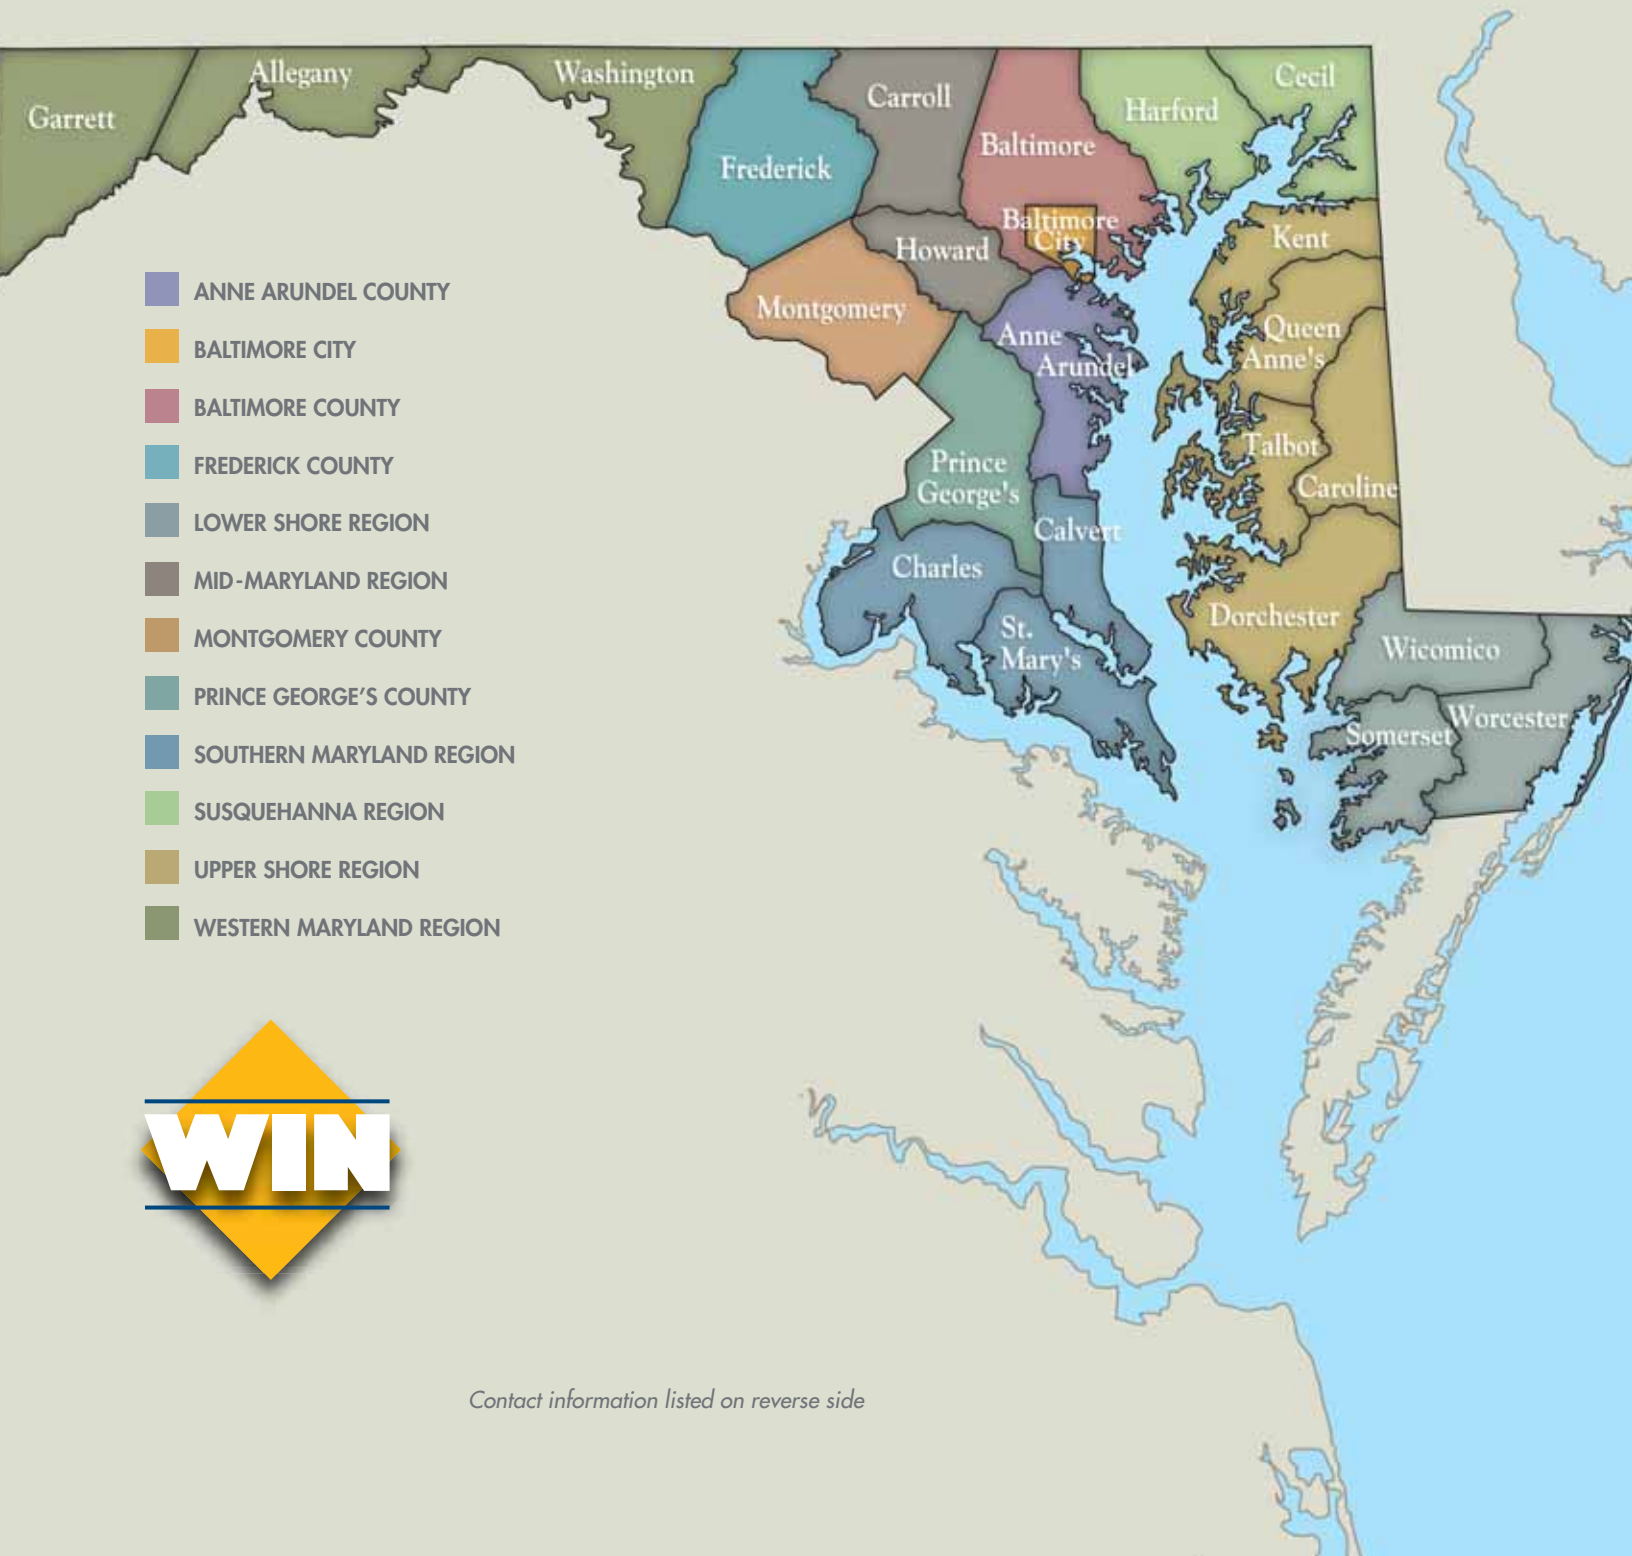 Garrett
Allegany
Washington
Frederick
Carroll
Baltimore
Harford
Cecil
Baltimore
City
Howard
Montgomery
Anne
Arundel
Kent
Queen
Anne's
Talbot
Caroline
Prince
George's
Calvert
Charles
St.
Mary's
Dorchester
Wicomico
Worcester
Somerset
ANNE ARUNDEL COUNTY
BALTIMORE CITY
BALTIMORE COUNTY
FREDERICK COUNTY
LOWER SHORE REGION
MID-MARYLAND REGION
MONTGOMERY COUNTY
PRINCE GEORGE’S COUNTY
SOUTHERN MARYLAND REGION
SUSQUEHANNA REGION
UPPER SHORE REGION
WESTERN MARYLAND REGION
WIN
Contact information listed on reverse side